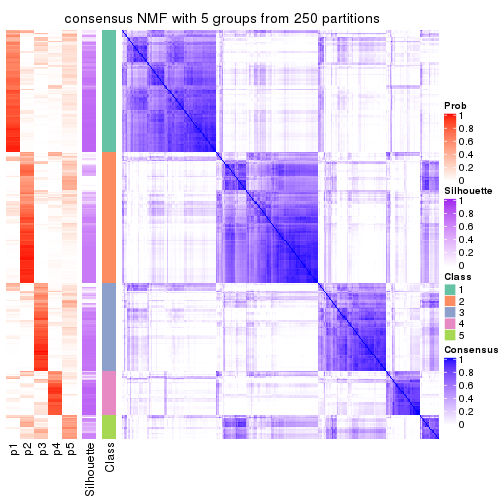 consensus NMF with 5 groups from 250 partitions
Prob
1
0.8
0.6
0.4
0.2
0
Silhouette
1
0.8
0.6
0.4
0.2
0
Class
1
2
3
4
5
Consensus
1
0.8
0.6
0.4
0.2
0
p1
p2
p3
p4
p5
Silhouette
Class